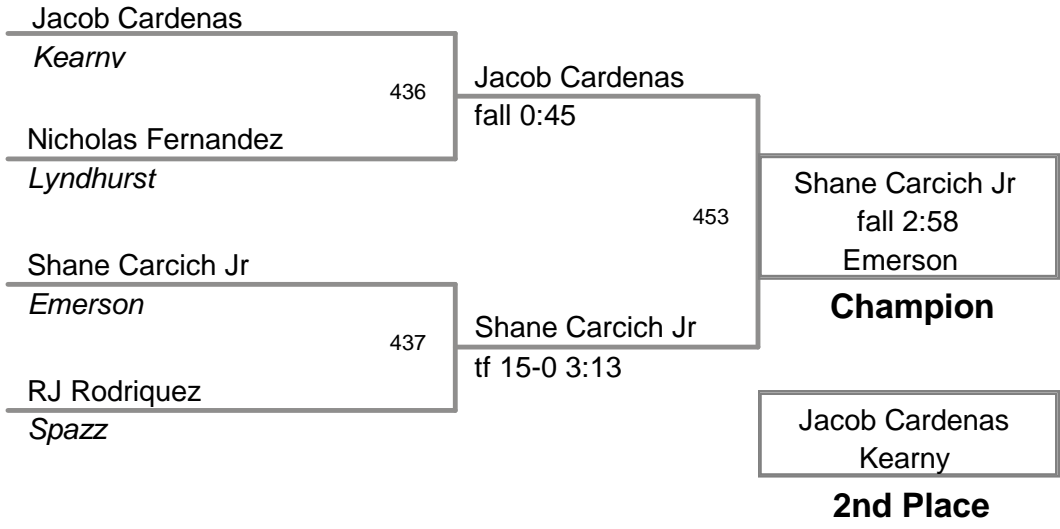 Jacob Cardenas
Kearny
436
Nicholas Fernandez
Lyndhurst
Jacob Cardenas
fall 0:45
Shane Carcich Jr
Emerson
437
RJ Rodriquez
Spazz
Shane Carcich Jr
tf 15-0 3:13
453
Shane Carcich Jr
fall 2:58
Emerson
Champion
Jacob Cardenas
Kearny
2nd Place